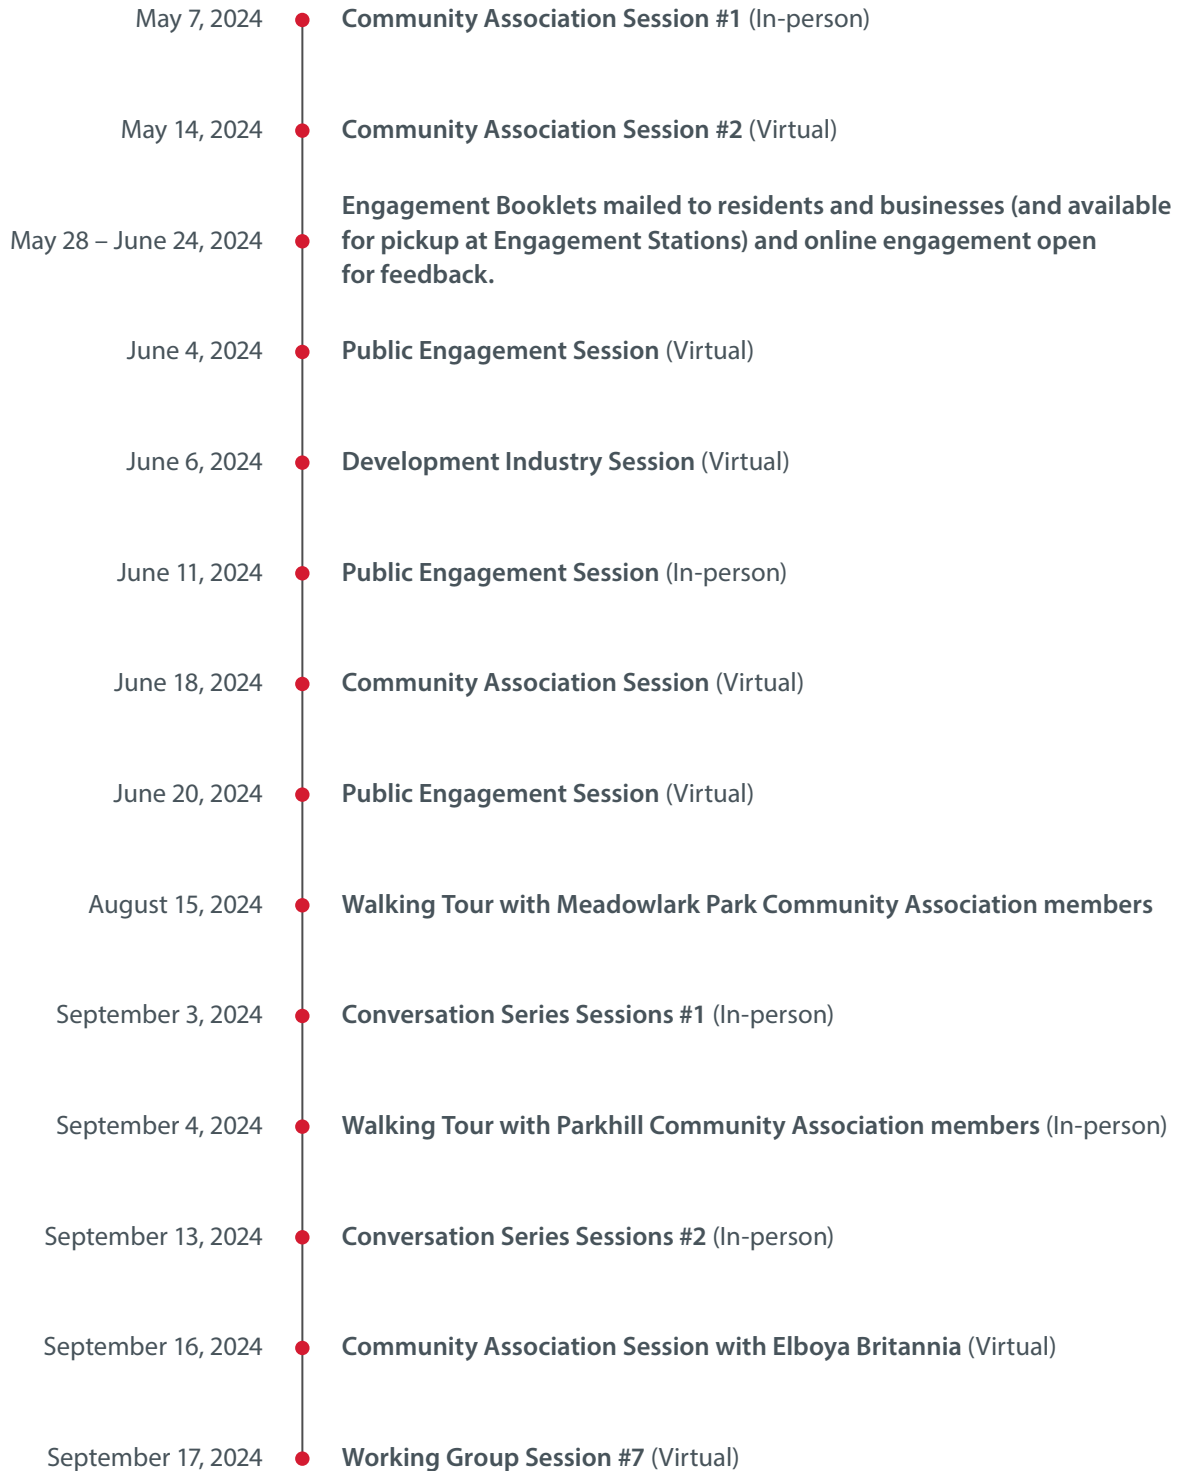 May 7, 2024 Community Association Session #1 (In-person)
May 14, 2024 Community Association Session #2 (Virtual)
Engagement Booklets mailed to residents and businesses (and available
May 28 – June 24, 2024 for pickup at Engagement Stations) and online engagement open
for feedback.
June 4, 2024 Public Engagement Session (Virtual)
June 6, 2024 Development Industry Session (Virtual)
June 11, 2024 Public Engagement Session (In-person)
June 18, 2024 Community Association Session (Virtual)
June 20, 2024 Public Engagement Session (Virtual)
August 15, 2024 Walking Tour with Meadowlark Park Community Association members
September 3, 2024 Conversation Series Sessions #1 (In-person)
September 4, 2024 Walking Tour with Parkhill Community Association members (In-person)
September 13, 2024 Conversation Series Sessions #2 (In-person)
September 16, 2024 Community Association Session with Elboya Britannia (Virtual)
September 17, 2024 Working Group Session #7 (Virtual)